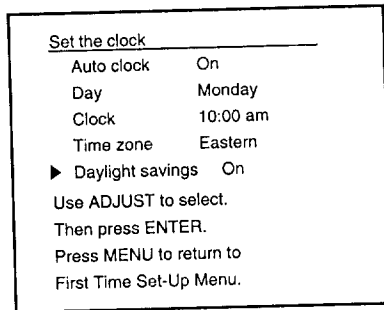 Set the clock
Auto clock On
Day Monday
Clock 10:00 am
Time zone Eastern
▶ Daylight savings On
Use ADJUST to select.
Then press ENTER.
Press MENU to return to
First Time Set-Up Menu.